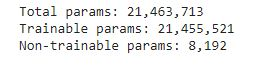 Total params: 21,463,713
Trainable params: 21,455,521
Non-trainable params: 8,192